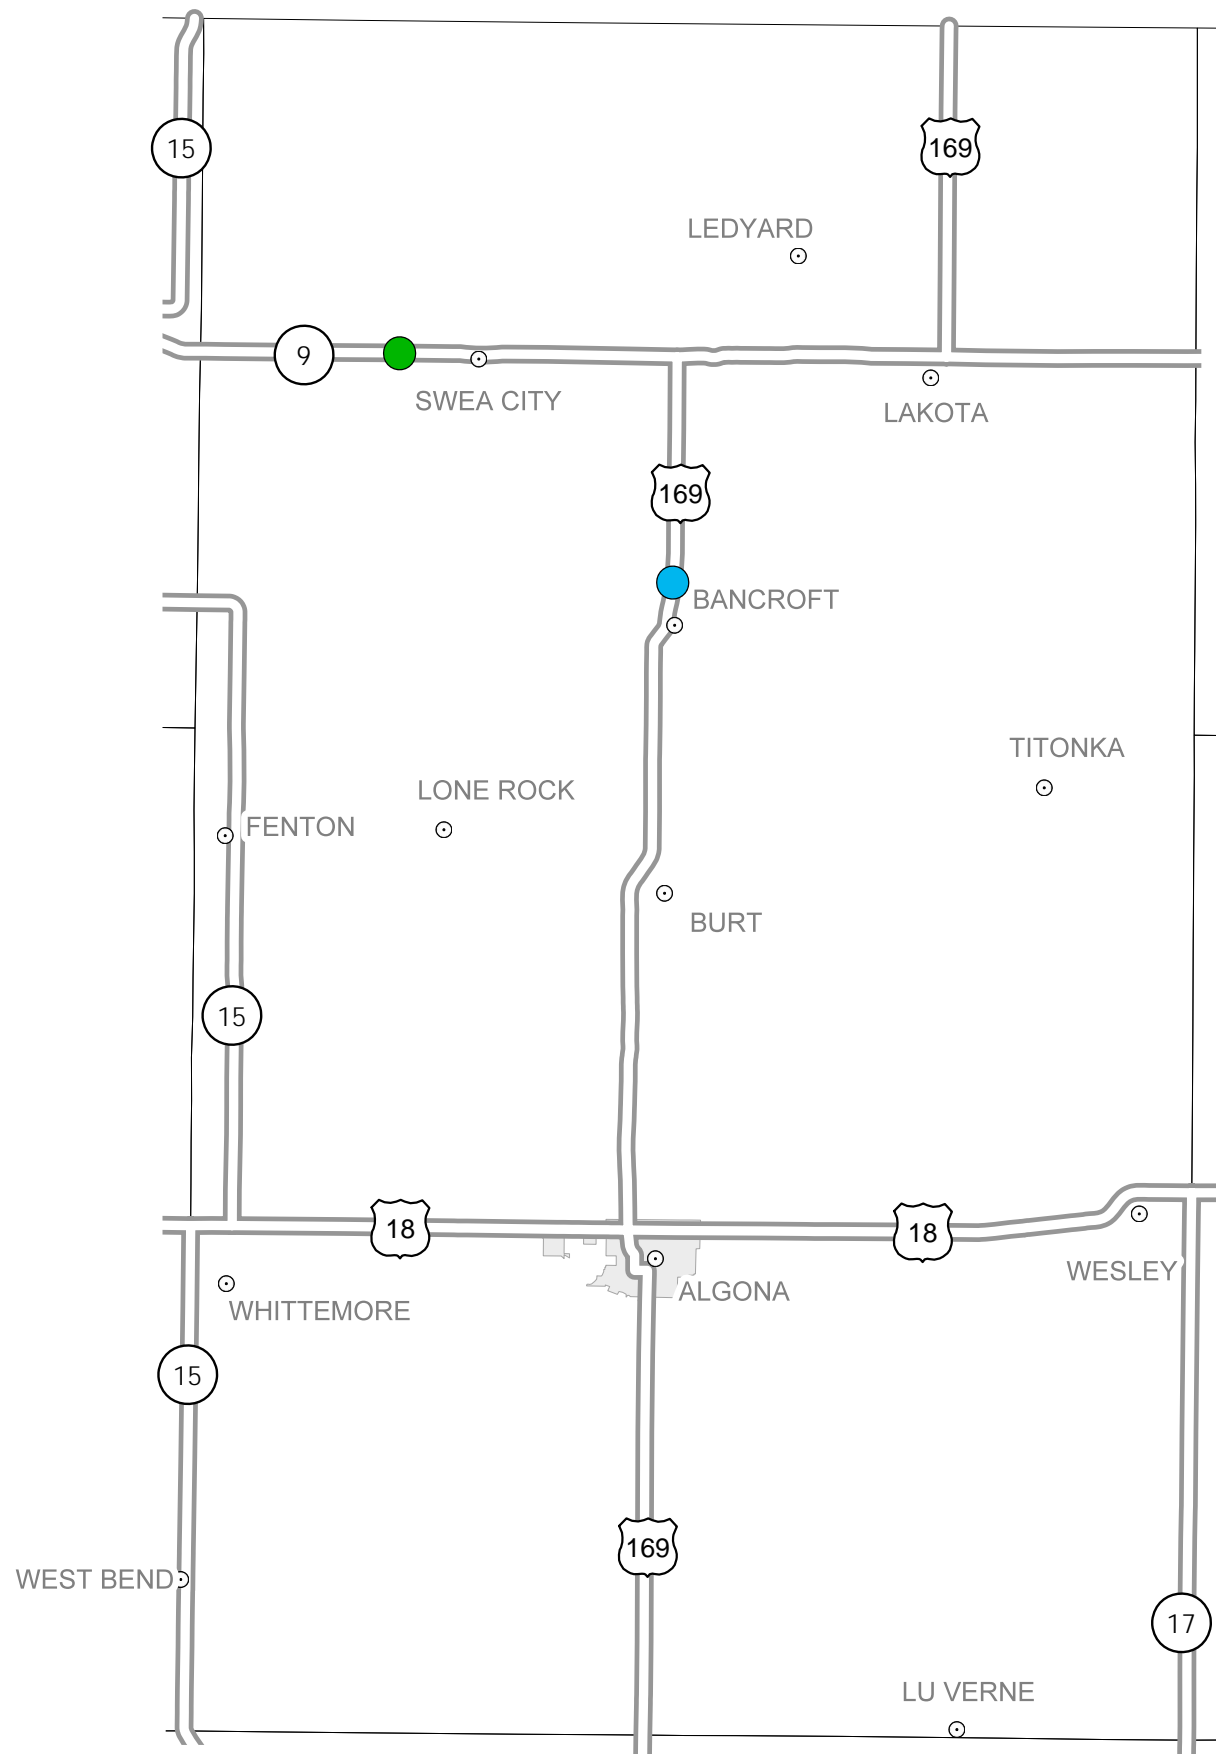 15
169
LEDYARD
9
SWEA CITY
LAKOTA
169
BANCROFT
TITONKA
LONE ROCK
FENTON
BURT
15
18
18
WESLEY
ALGONA
WHITTEMORE
15
169
WEST BEND
17
LU VERNE